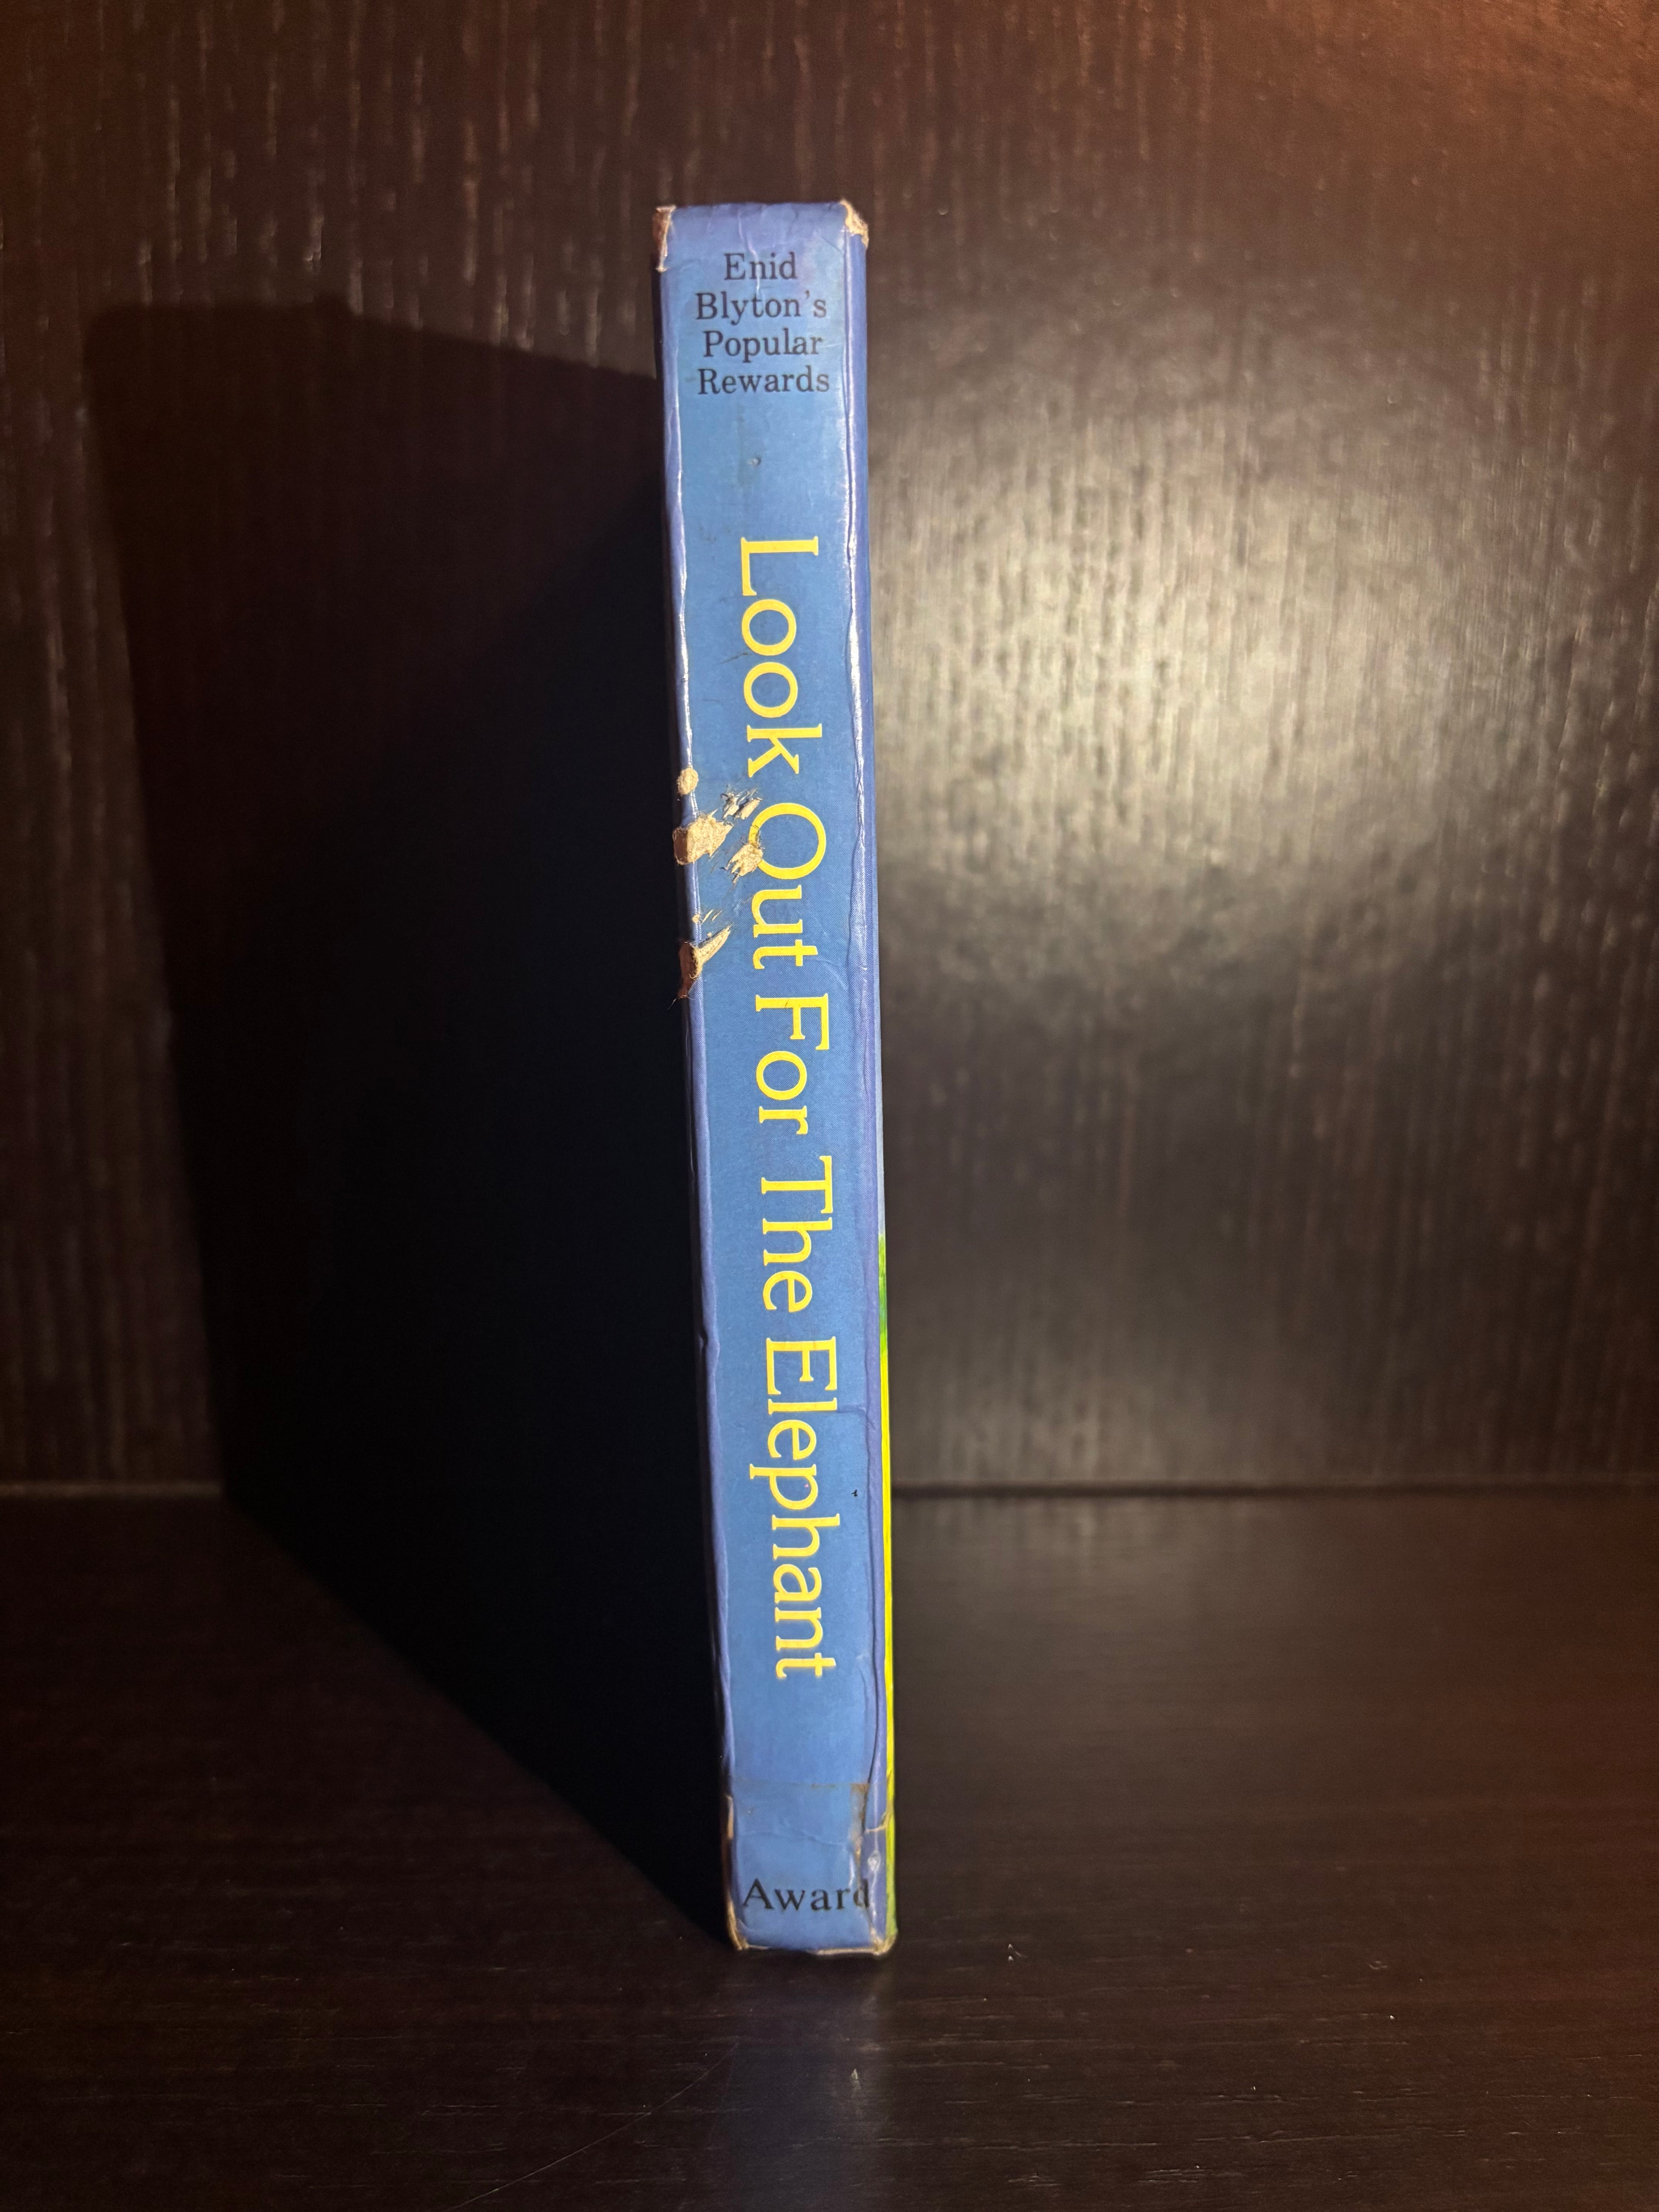 Enid
Blyton's
Popular
Rewards
Look Out For The Elephant
Award